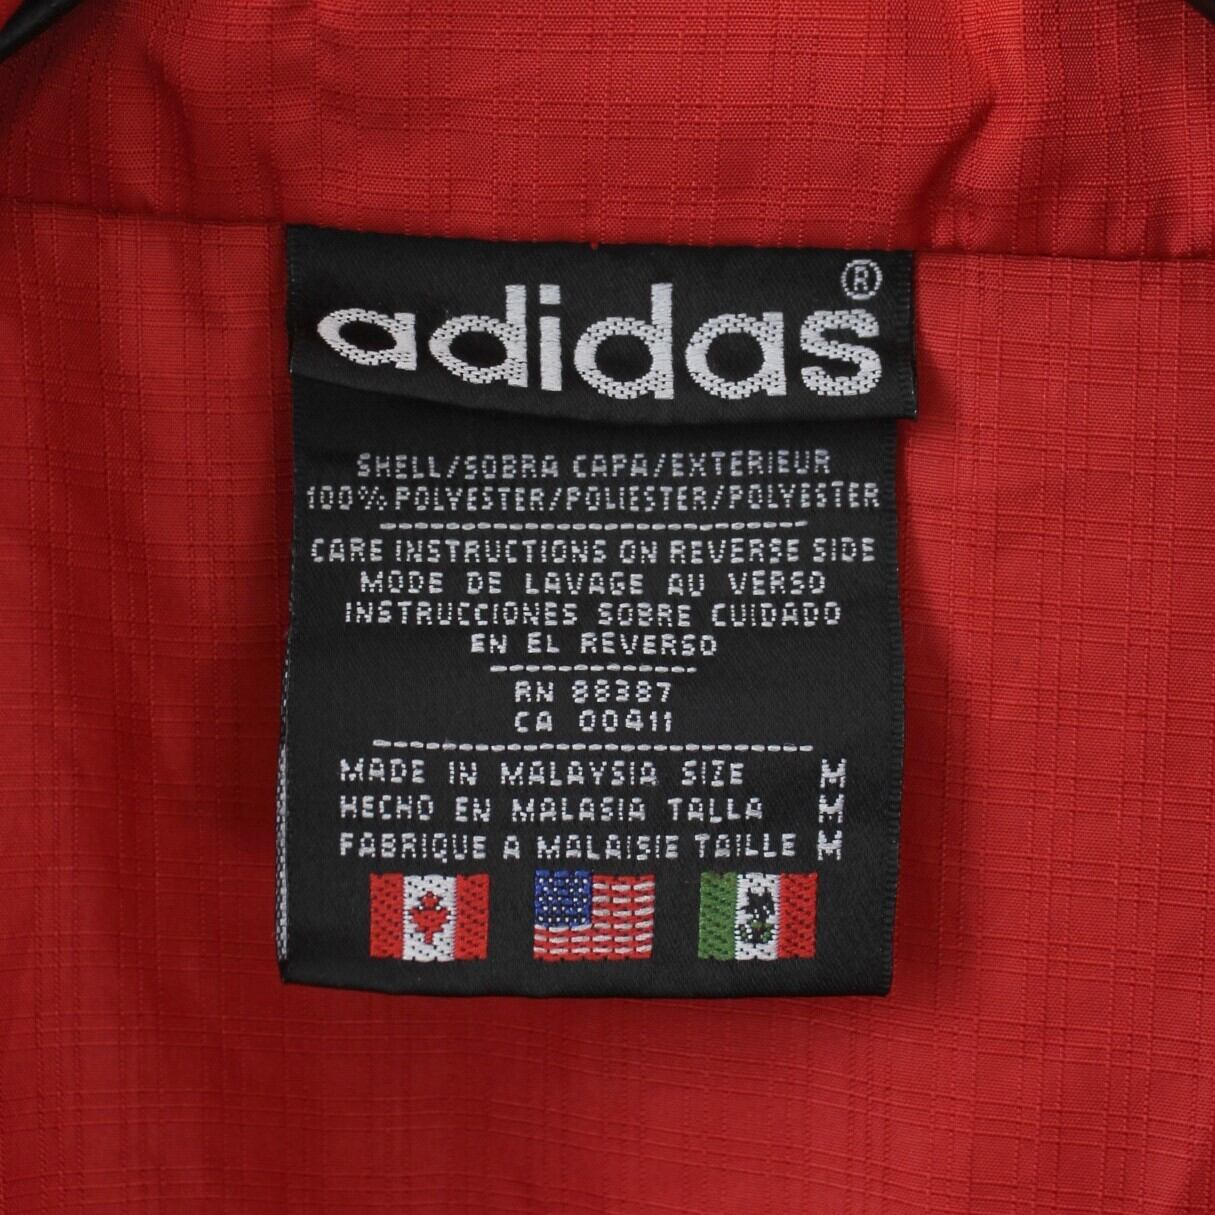 adidas®
SHELL/SOBRA CAPA/EXTERIEUR
100% POLYESTER/POLIESTER/POLYESTER
CARE INSTRUCTIONS ON REVERSE SIDE
MODE DE LAVAGE AU VERSO
INSTRUCCIONES SOBRE CUIDADO
EN EL REVERSO
RN 88387
CA 00411
MADE IN MALAYSIA SIZE M
HECHO EN MALASIA TALLA M
FABRIQUE A MALAISIE TAILLE M